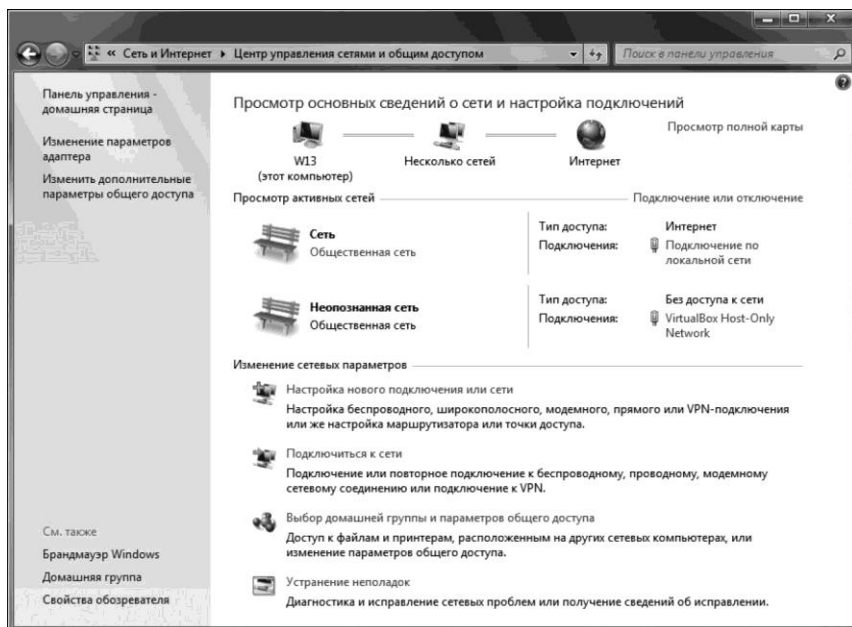 « Сеть и Интернет ▸ Центр управления сетями и общим доступом
Поиск в панели управления
Панель управления -
домашняя страница
Изменение параметров
адаптера
Изменить дополнительные
параметры общего доступа
См. также
Брандмауэр Windows
Домашняя группа
Свойства обозревателя
Просмотр основных сведений о сети и настройка подключений
Просмотр полной карты
W13
(этот компьютер)
Несколько сетей
Интернет
Просмотр активных сетей
Подключение или отключение
Сеть
Общественная сеть
Тип доступа: Интернет
Подключения: Подключение по
локальной сети
Неопознанная сеть
Общественная сеть
Тип доступа: Без доступа к сети
Подключения: VirtualBox Host-Only
Network
Изменение сетевых параметров
Настройка нового подключения или сети
Настройка беспроводного, широкополосного, модемного, прямого или VPN-подключения
или же настройка маршрутизатора или точки доступа.
Подключиться к сети
Подключение или повторное подключение к беспроводному, проводному, модемному
сетевому соединению или подключение к VPN.
Выбор домашней группы и параметров общего доступа
Доступ к файлам и принтерам, расположенным на других сетевых компьютерах, или
изменение параметров общего доступа.
Устранение неполадок
Диагностика и исправление сетевых проблем или получение сведений об исправлении.